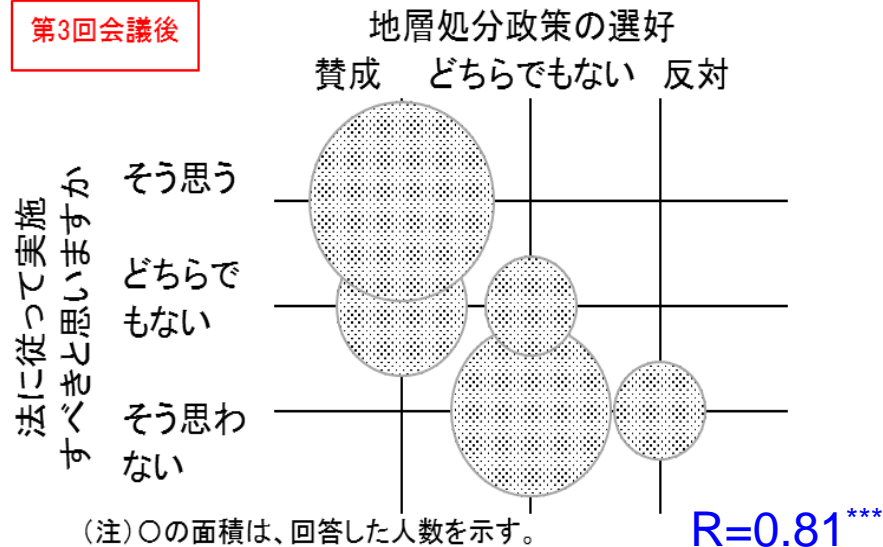 第3回会議後
地層処分政策の選好
賛成 どちらでもない 反対
法に従って実施
すべきと思いますか
そう思う
どちらで
もない
そう思わ
ない
(注)○の面積は、回答した人数を示す。
R=0.81***